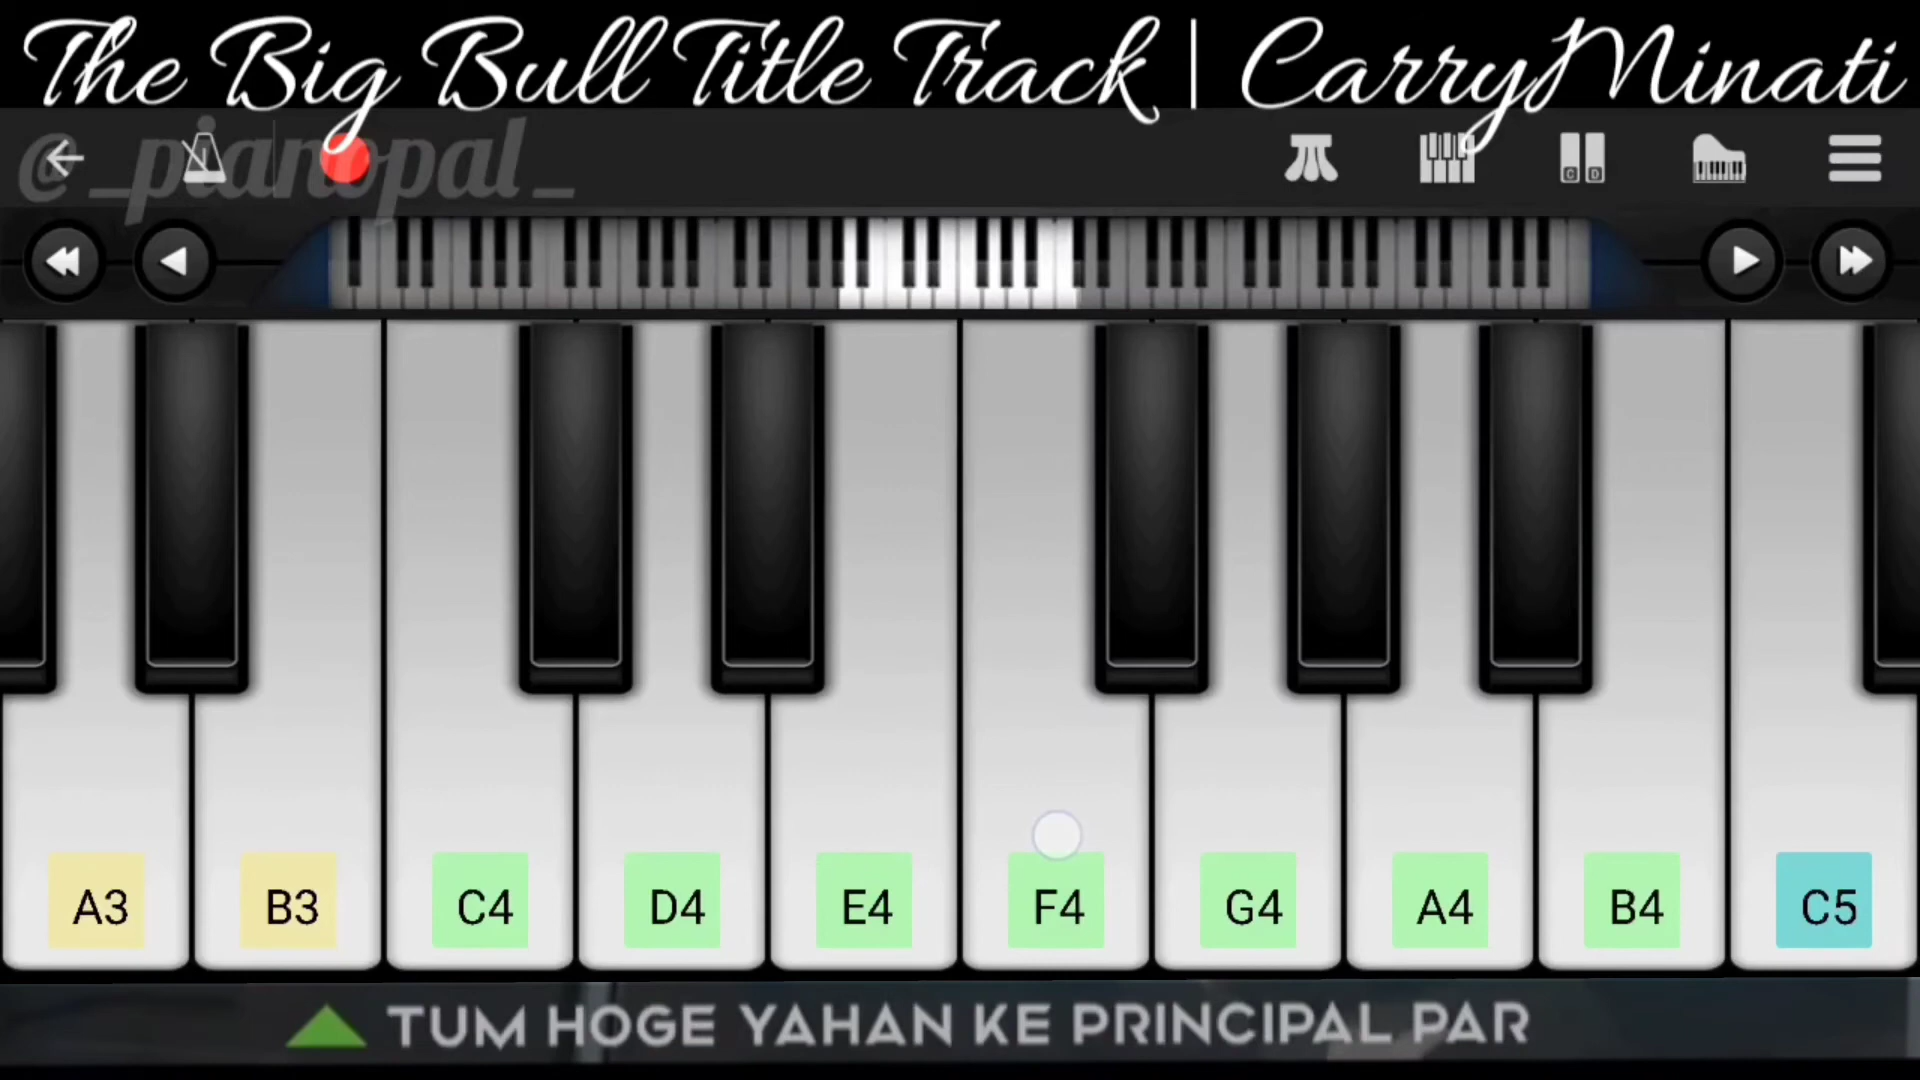 The Big Bull Title Track | CarryMinati
@_pianopal_
C D
A3 B3 C4 D4 E4 F4 G4 A4 B4 C5
TUM HOGE YAHAN KE PRINCIPAL PAR